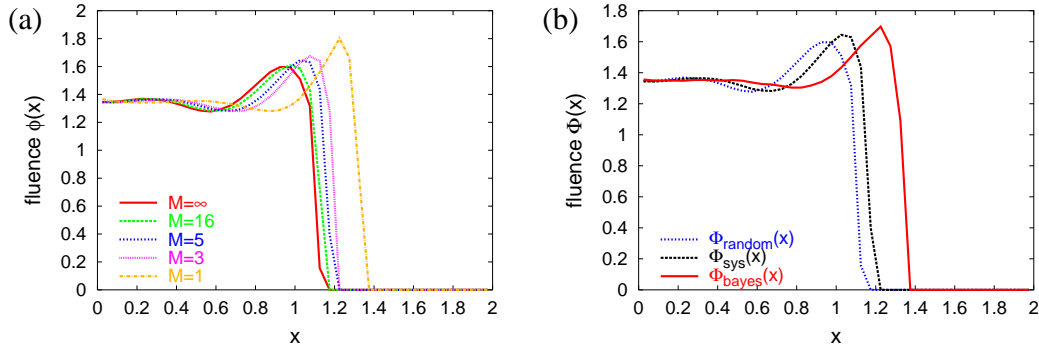 (a)
fluence ϕ(x)
1.8
1.6
1.4
1.2
1
0.8
0.6
0.4
0.2
0
M=∞
M=16
M=5
M=3
M=1
0 0.2 0.4 0.6 0.8 1 1.2 1.4 1.6 1.8 2
x
(b)
fluence Φ(x)
1.8
1.6
1.4
1.2
1
0.8
0.6
0.4
0.2
0
Φrandom(x)
Φsys(x)
Φbayes(x)
0 0.2 0.4 0.6 0.8 1 1.2 1.4 1.6 1.8 2
x